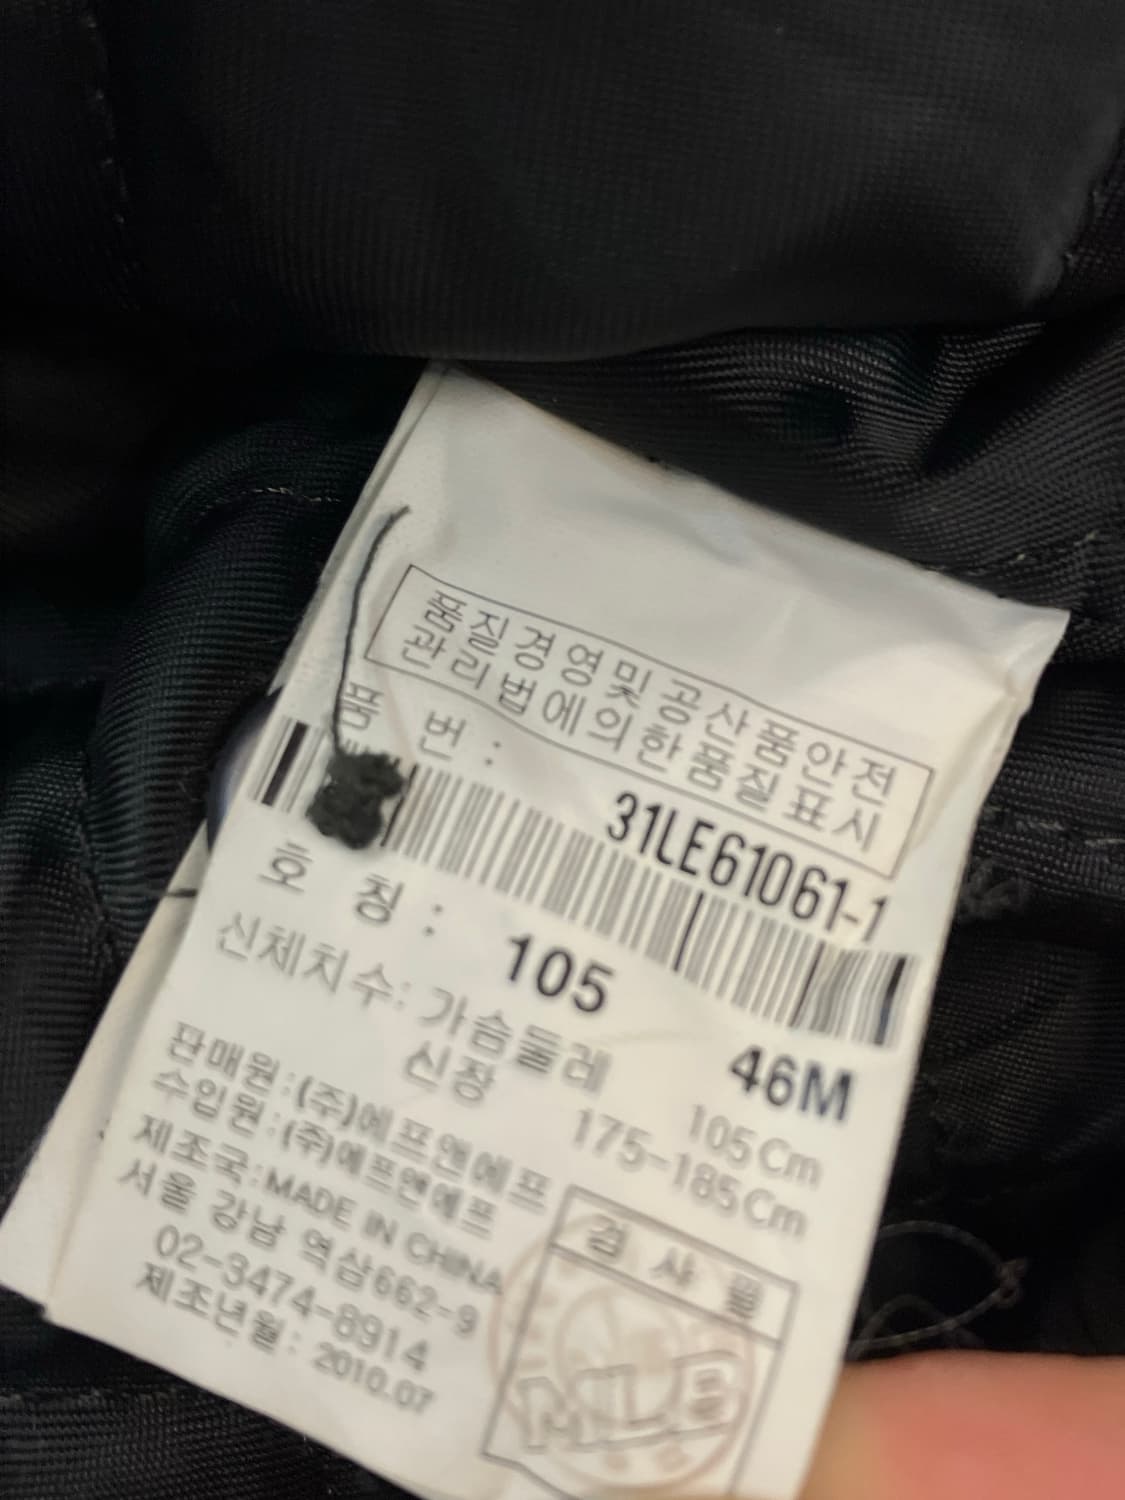 품질경영및공산품안전
관리법에의한품질표시
품 번 : 31LE61061-1
호 칭 : 105 46M
신체치수: 가슴둘레 105Cm
신장 175-185Cm
판매원:(주)에프앤에프
수입원:(주)에프앤에프
제조국:MADE IN CHINA
서울 강남 역삼662-9
02-3474-8914
제조년월: 2010.07
검사필
MLB